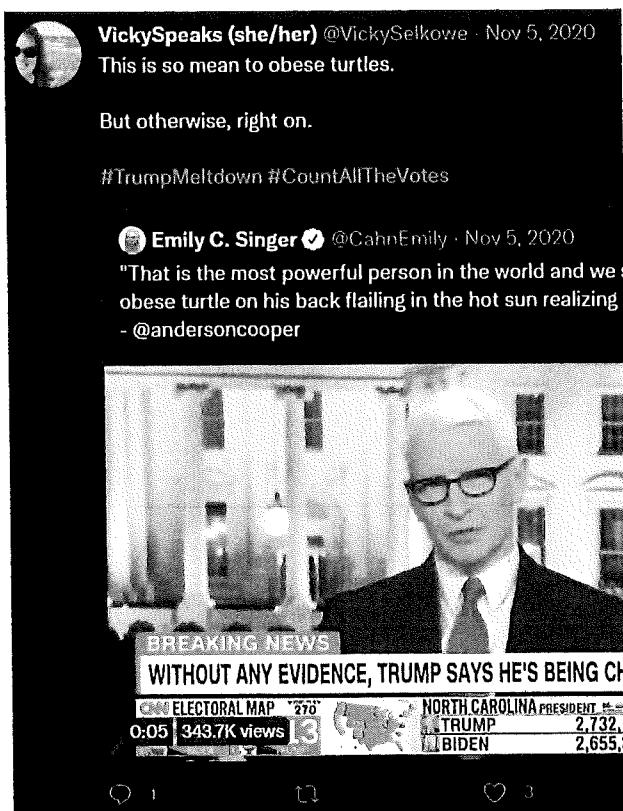 VickySpeaks (she/her) @VickySelkowe · Nov 5, 2020
This is so mean to obese turtles.
But otherwise, right on.
#TrumpMeltdown #CountAllTheVotes
Emily C. Singer @CahnEmily · Nov 5, 2020
"That is the most powerful person in the world and we
obese turtle on his back flailing in the hot sun realizing
- @andersoncooper
BREAKING NEWS
WITHOUT ANY EVIDENCE, TRUMP SAYS HE'S BEING CH
CNN ELECTORAL MAP 270 NORTH CAROLINA PRESIDENT
0:05 343.7K views TRUMP 2,732,
BIDEN 2,655,
1 3